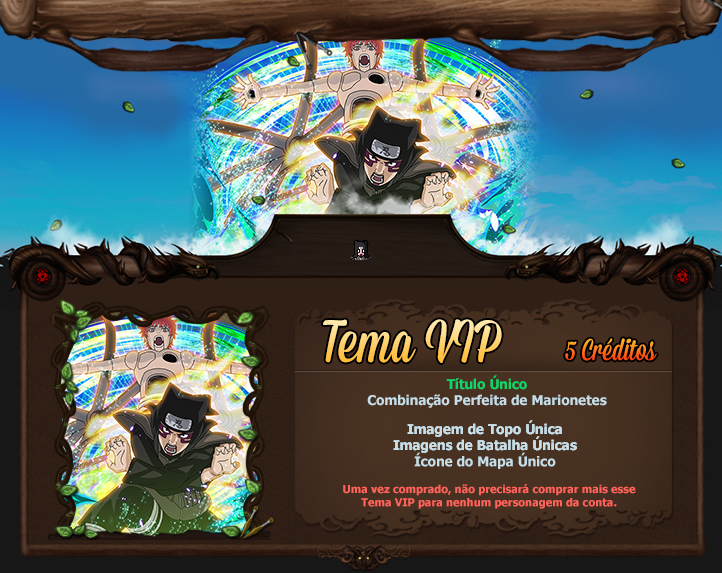 Tema VIP
5 Créditos
Título Único
Combinação Perfeita de Marionetes
Imagem de Topo Única
Imagens de Batalha Únicas
Ícone do Mapa Único
Uma vez comprado, não precisará comprar mais esse
Tema VIP para nenhum personagem da conta.